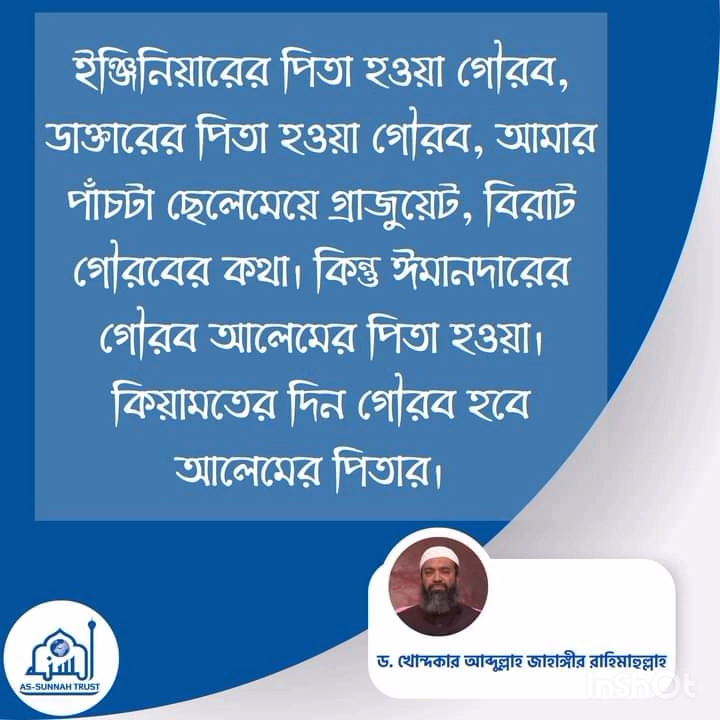 ইঞ্জিনিয়ারের পিতা হওয়া গৌরব,
ডাক্তারের পিতা হওয়া গৌরব, আমার
পাঁচটা ছেলেমেয়ে গ্রাজুয়েট, বিরাট
গৌরবের কথা। কিন্তু ঈমানদারের
গৌরব আলেমের পিতা হওয়া।
কিয়ামতের দিন গৌরব হবে
আলেমের পিতার।
ড. খোন্দকার আব্দুল্লাহ জাহাঙ্গীর রাহিমাহুল্লাহ
السنة
AS-SUNNAH TRUST
InShOt